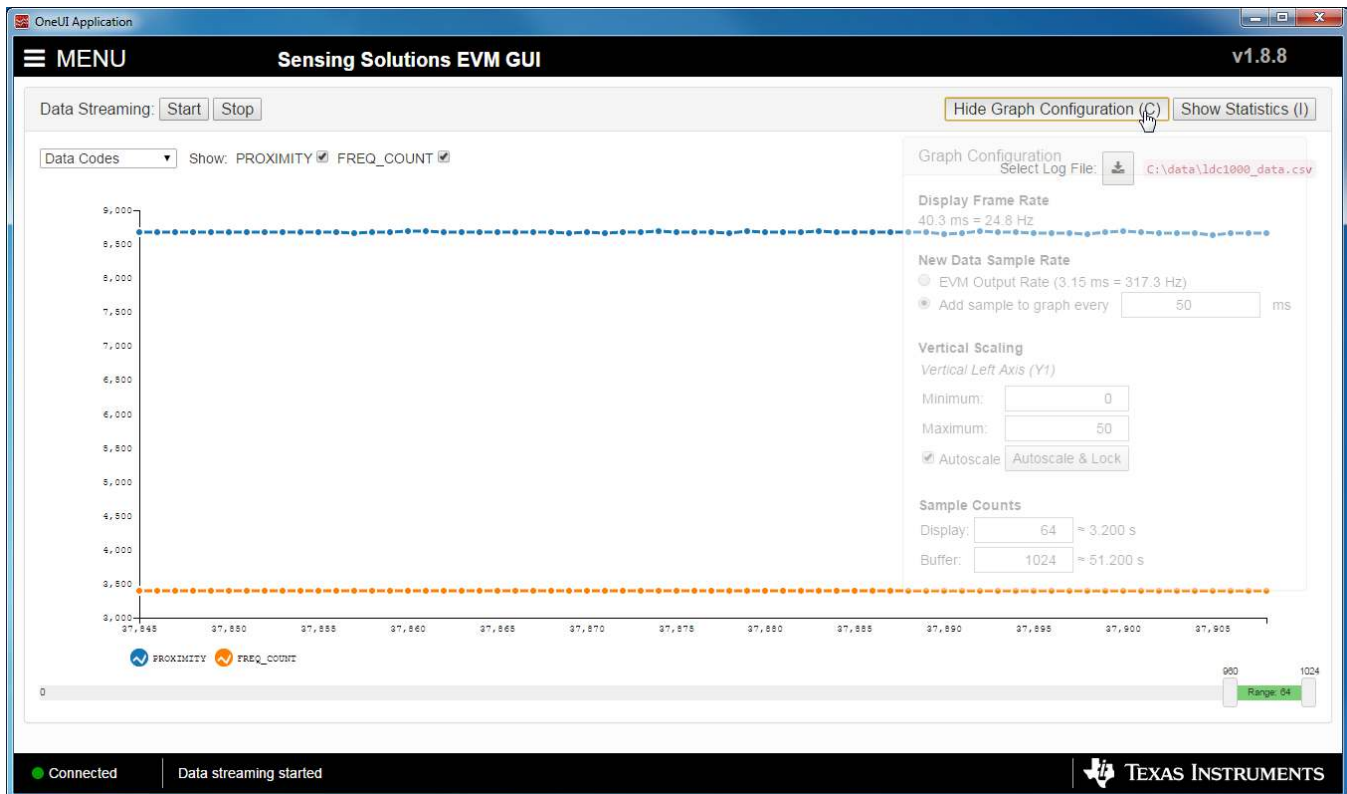 OneUI Application
MENU
Sensing Solutions EVM GUI
v1.8.8
Data Streaming: Start Stop
Hide Graph Configuration (C) Show Statistics (I)
Data Codes Show: PROXIMITY FREQ_COUNT
Graph Configuration
Select Log File: C:\data\ldc1000_data.csv
Display Frame Rate
40.3 ms = 24.8 Hz
New Data Sample Rate
EVM Output Rate (3.15 ms = 317.3 Hz)
Add sample to graph every 50 ms
Vertical Scaling
Vertical Left Axis (Y1)
Minimum: 0
Maximum: 50
Autoscale Autoscale & Lock
Sample Counts
Display: 64 ≈ 3.200 s
Buffer: 1024 ≈ 51.200 s
9,000
8,500
8,000
7,500
7,000
6,500
6,000
5,500
5,000
4,500
4,000
3,500
3,000
37,845 37,850 37,855 37,860 37,865 37,870 37,875 37,880 37,885 37,890 37,895 37,900 37,905
PROXIMITY FREQ_COUNT
960 1024
0 Range: 64
Connected Data streaming started
TEXAS INSTRUMENTS